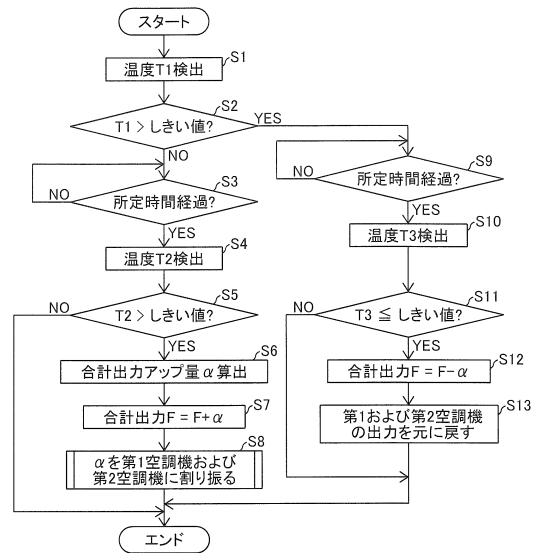 スタート
S1
温度T1検出
S2
T1 > しきい値?
YES
NO
S3
所定時間経過?
NO
YES
S4
温度T2検出
S5
T2 > しきい値?
NO
YES
S6
合計出力アップ量α算出
S7
合計出力F = F+α
S8
αを第1空調機および
第2空調機に割り振る
S9
所定時間経過?
NO
YES
S10
温度T3検出
S11
T3 ≦ しきい値?
NO
YES
S12
合計出力F = F-α
S13
第1および第2空調機
の出力を元に戻す
エンド